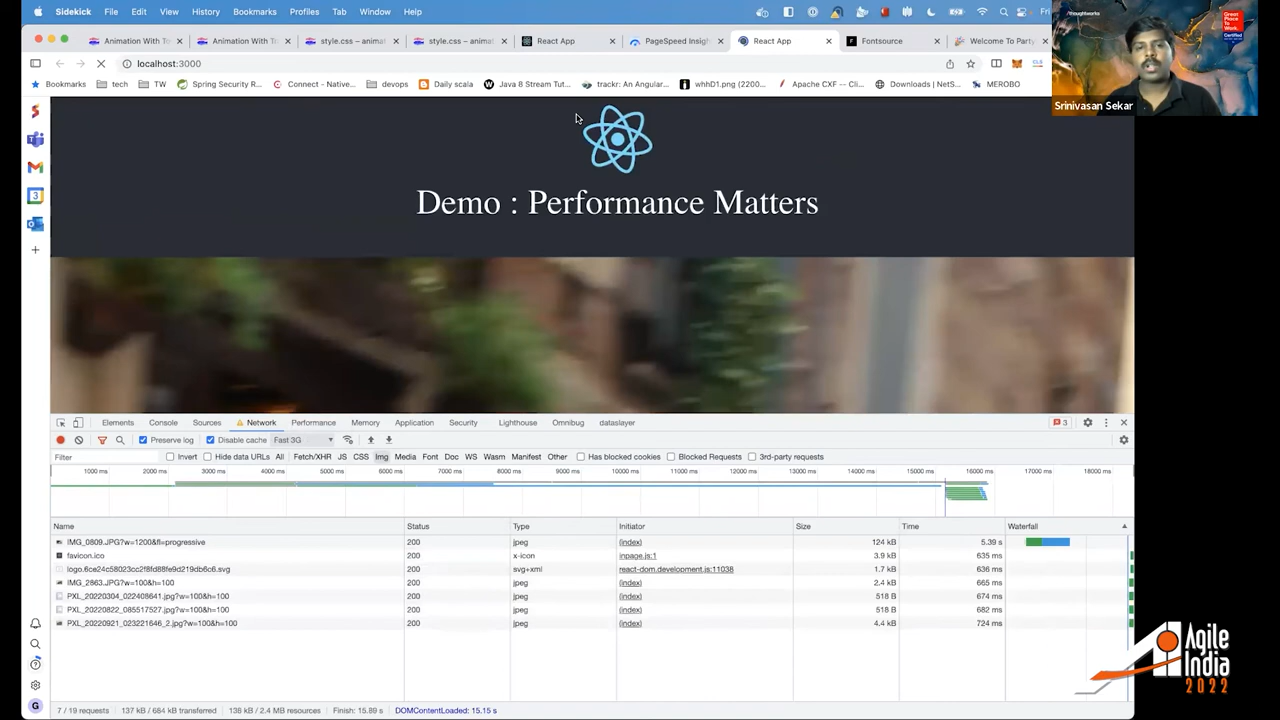 Sidekick File Edit View History Bookmarks Profiles Tab Window Help Fri
Animation With Te Animation With Te style.css – animat style.css – animat React App PageSpeed Insig React App Fontsource Welcome To Party
localhost:3000
Bookmarks tech TW Spring Security R... Connect - Native... devops Daily scala Java 8 Stream Tut... trackr: An Angular... whhD1.png (2200... Apache CXF -- Cli... Downloads | NetS... MEROBO
/thoughtworks
Great Place To Work.
Certified
Srinivasan Sekar
Demo : Performance Matters
Elements Console Sources Network Performance Memory Application Security Lighthouse Omnibug datalayer 3
Preserve log Disable cache Fast 3G
Filter Invert Hide data URLs All Fetch/XHR JS CSS Img Media Font Doc WS Wasm Manifest Other Has blocked cookies Blocked Requests 3rd-party requests
1000 ms 2000 ms 3000 ms 4000 ms 5000 ms 6000 ms 7000 ms 8000 ms 9000 ms 10000 ms 11000 ms 12000 ms 13000 ms 14000 ms 15000 ms 16000 ms 17000 ms 18000 ms
Name Status Type Initiator Size Time Waterfall
IMG_0809.JPG?w=1200&fl=progressive 200 jpeg (index) 124 kB 5.39 s
favicon.ico 200 x-icon inpage.js:1 3.9 kB 635 ms
logo.6ce24c58023cc2f8fd88fe9d219db6c6.svg 200 svg+xml react-dom.development.js:11038 1.7 kB 636 ms
IMG_2863.JPG?w=100&h=100 200 jpeg (index) 2.4 kB 665 ms
PXL_20220304_022408641.jpg?w=100&h=100 200 jpeg (index) 518 B 674 ms
PXL_20220822_085517527.jpg?w=100&h=100 200 jpeg (index) 518 B 682 ms
PXL_20220921_023221646_2.jpg?w=100&h=100 200 jpeg (index) 4.4 kB 724 ms
7 / 19 requests 137 kB / 684 kB transferred 138 kB / 2.4 MB resources Finish: 15.89 s DOMContentLoaded: 15.15 s
Agile
India
2022